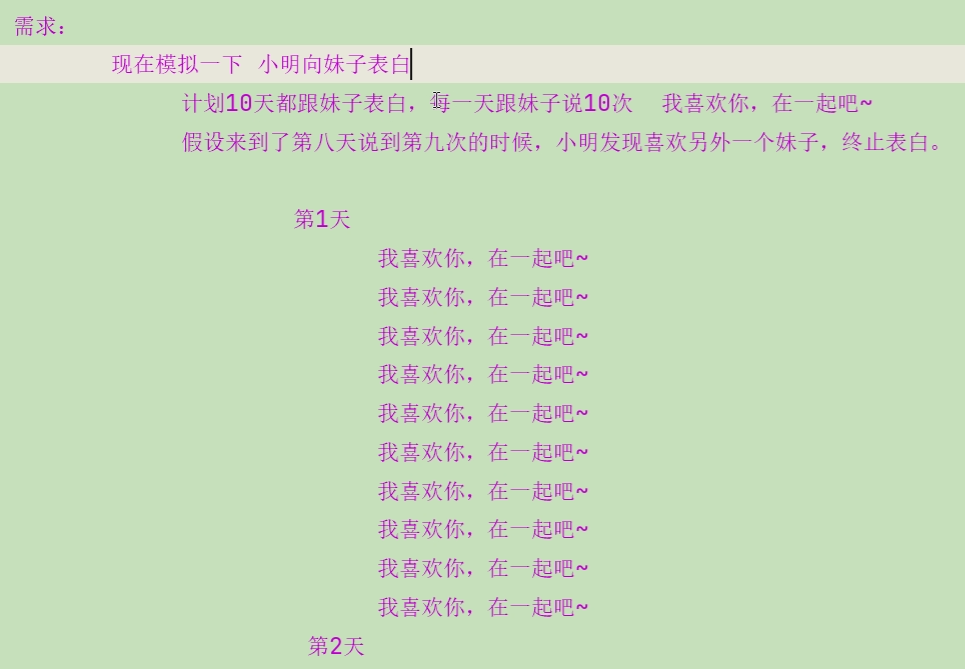 需求：
现在模拟一下 小明向妹子表白
计划10天都跟妹子表白，每一天跟妹子说10次 我喜欢你，在一起吧~
假设来到了第八天说到第九次的时候，小明发现喜欢另外一个妹子，终止表白。
第1天
我喜欢你，在一起吧~
我喜欢你，在一起吧~
我喜欢你，在一起吧~
我喜欢你，在一起吧~
我喜欢你，在一起吧~
我喜欢你，在一起吧~
我喜欢你，在一起吧~
我喜欢你，在一起吧~
我喜欢你，在一起吧~
我喜欢你，在一起吧~
第2天